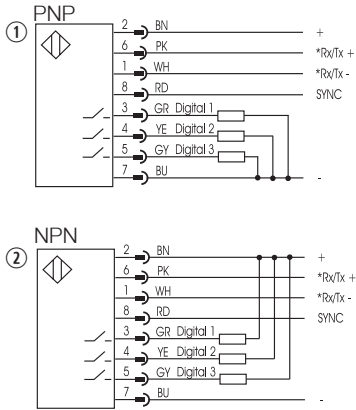 PNP
1
2 BN +
6 PK *Rx/Tx +
1 WH *Rx/Tx -
8 RD SYNC
3 GR Digital 1
4 YE Digital 2
5 GY Digital 3
7 BU -
NPN
2
2 BN +
6 PK *Rx/Tx +
1 WH *Rx/Tx -
8 RD SYNC
3 GR Digital 1
4 YE Digital 2
5 GY Digital 3
7 BU -